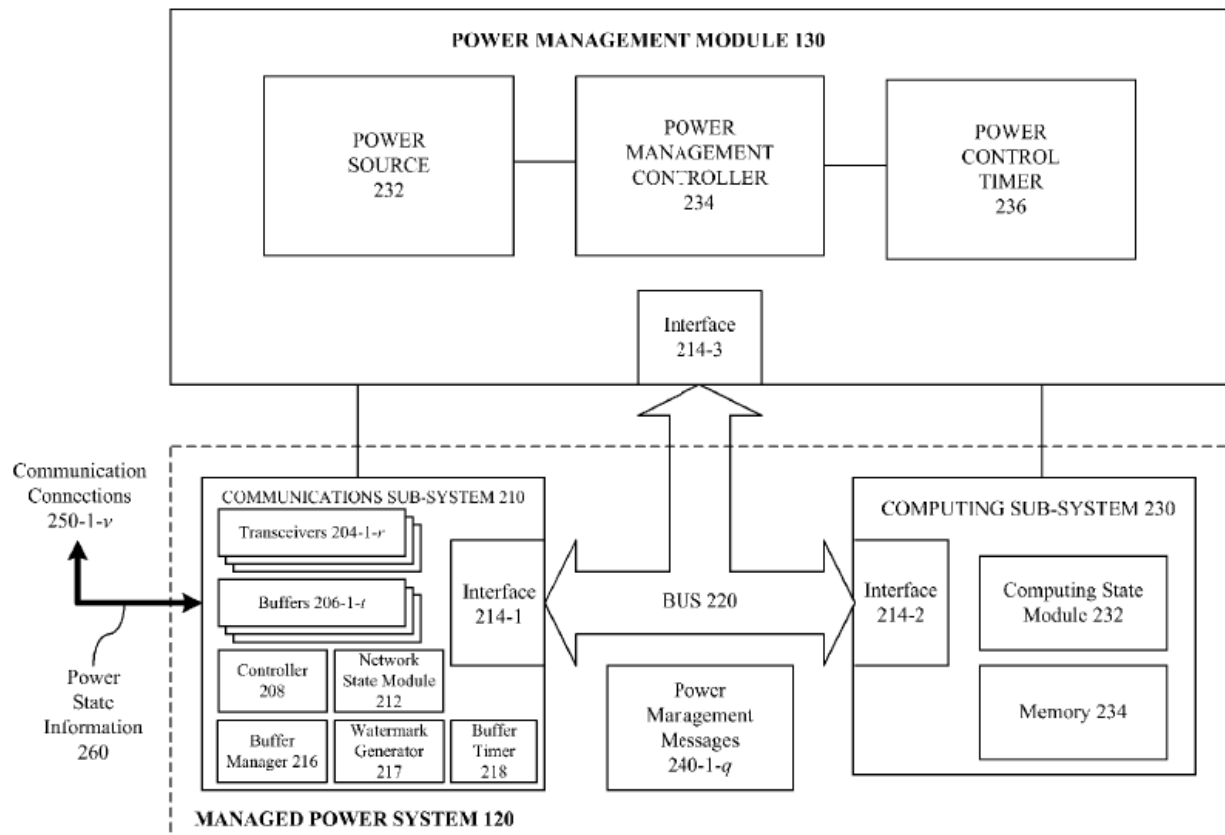 POWER MANAGEMENT MODULE 130
POWER
SOURCE
232
POWER
MANAGEMENT
CONTROLLER
234
POWER
CONTROL
TIMER
236
Interface
214-3
Communication
Connections
250-1-v
Power
State
Information
260
COMMUNICATIONS SUB-SYSTEM 210
Transceivers 204-1-r
Buffers 206-1-t
Interface
214-1
Controller
208
Network
State Module
212
Buffer
Manager 216
Watermark
Generator
217
Buffer
Timer
218
BUS 220
Power
Management
Messages
240-1-q
COMPUTING SUB-SYSTEM 230
Interface
214-2
Computing State
Module 232
Memory 234
MANAGED POWER SYSTEM 120